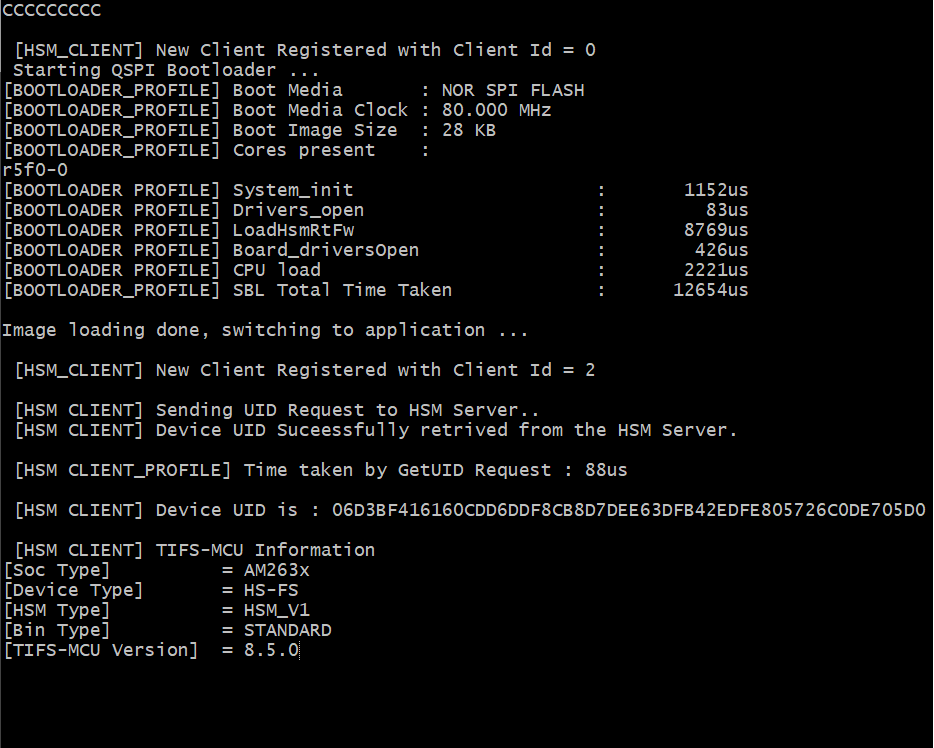 CCCCCCCCC
[HSM_CLIENT] New Client Registered with Client Id = 0
Starting QSPI Bootloader ...
[BOOTLOADER_PROFILE] Boot Media       : NOR SPI FLASH
[BOOTLOADER_PROFILE] Boot Media Clock : 80.000 MHz
[BOOTLOADER_PROFILE] Boot Image Size  : 28 KB
[BOOTLOADER_PROFILE] Cores present    :
r5f0-0
[BOOTLOADER PROFILE] System_init                      :       1152us
[BOOTLOADER PROFILE] Drivers_open                     :         83us
[BOOTLOADER PROFILE] LoadHsmRtFw                      :       8769us
[BOOTLOADER PROFILE] Board_driversOpen                :        426us
[BOOTLOADER PROFILE] CPU load                         :       2221us
[BOOTLOADER_PROFILE] SBL Total Time Taken             :      12654us
Image loading done, switching to application ...
[HSM_CLIENT] New Client Registered with Client Id = 2
[HSM CLIENT] Sending UID Request to HSM Server..
[HSM CLIENT] Device UID Suceessfully retrived from the HSM Server.
[HSM CLIENT_PROFILE] Time taken by GetUID Request : 88us
[HSM CLIENT] Device UID is : 06D3BF416160CDD6DDF8CB8D7DEE63DFB42EDFE805726C0DE705D0
[HSM CLIENT] TIFS-MCU Information
[Soc Type]          = AM263x
[Device Type]       = HS-FS
[HSM Type]          = HSM_V1
[Bin Type]          = STANDARD
[TIFS-MCU Version]  = 8.5.0